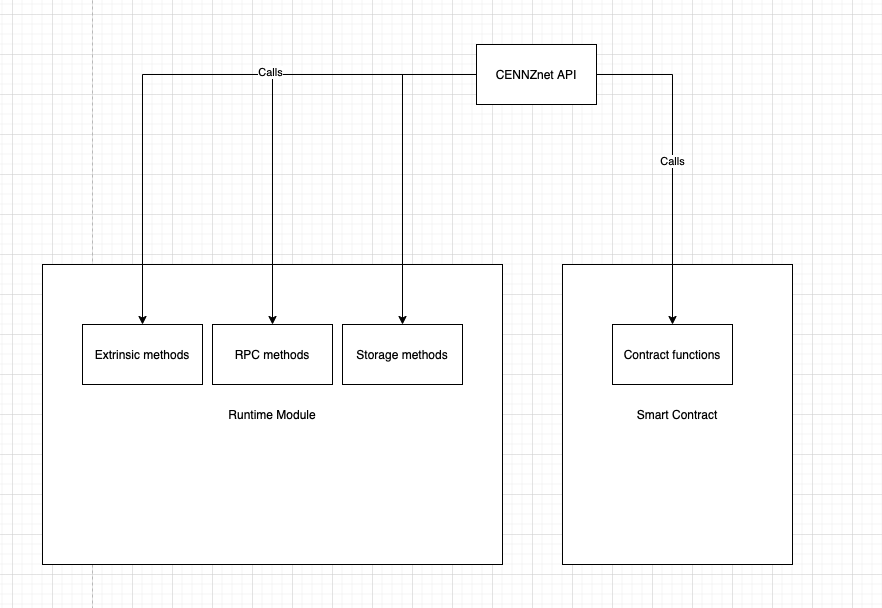 CENNZnet API
Calls
Calls
Extrinsic methods
RPC methods
Storage methods
Contract functions
Runtime Module
Smart Contract